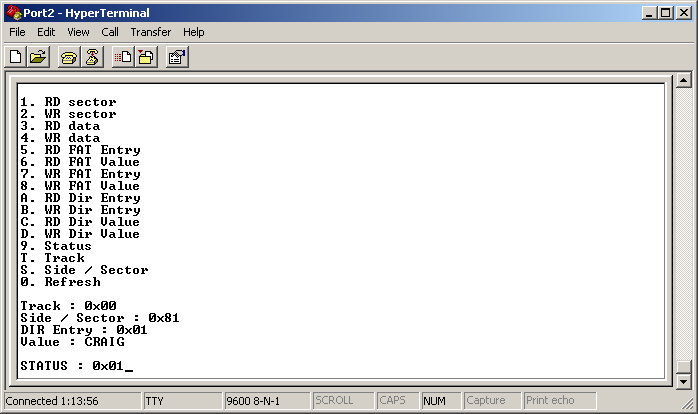 Port2 - HyperTerminal
File Edit View Call Transfer Help
1. RD sector
2. WR sector
3. RD data
4. WR data
5. RD FAT Entry
6. RD FAT Value
7. WR FAT Entry
8. WR FAT Value
A. RD Dir Entry
B. WR Dir Entry
C. RD Dir Value
D. WR Dir Value
9. Status
T. Track
S. Side / Sector
0. Refresh
Track : 0x00
Side / Sector : 0x81
DIR Entry : 0x01
Value : CRAIG
STATUS : 0x01_
Connected 1:13:56 TTY 9600 8-N-1 SCROLL CAPS NUM Capture Print echo